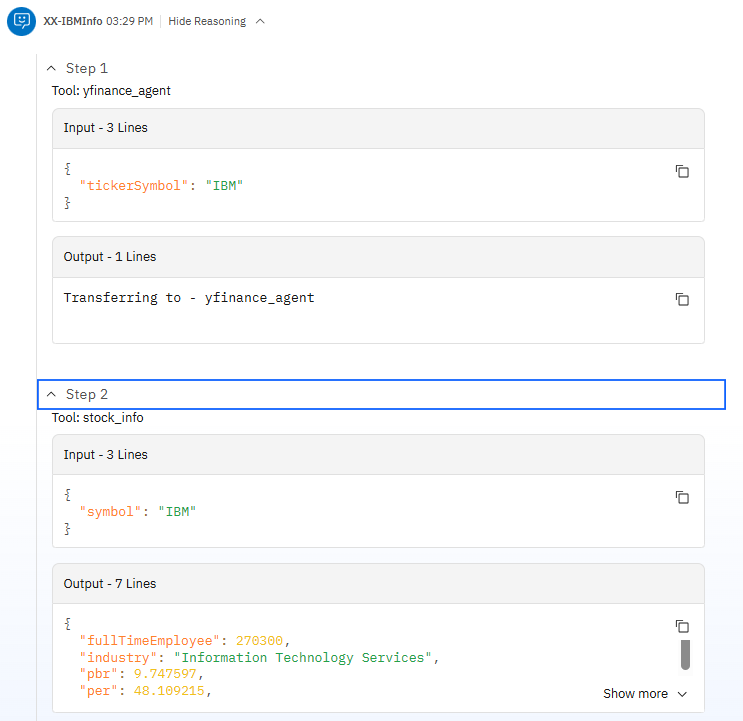 XX-IBMInfo 03:29 PM Hide Reasoning
Step 1
Tool: yfinance_agent
Input - 3 Lines
{
"tickerSymbol": "IBM"
}
Output - 1 Lines
Transferring to - yfinance_agent
Step 2
Tool: stock_info
Input - 3 Lines
{
"symbol": "IBM"
}
Output - 7 Lines
{
"fullTimeEmployee": 270300,
"industry": "Information Technology Services",
"pbr": 9.747597,
"per": 48.109215,
Show more